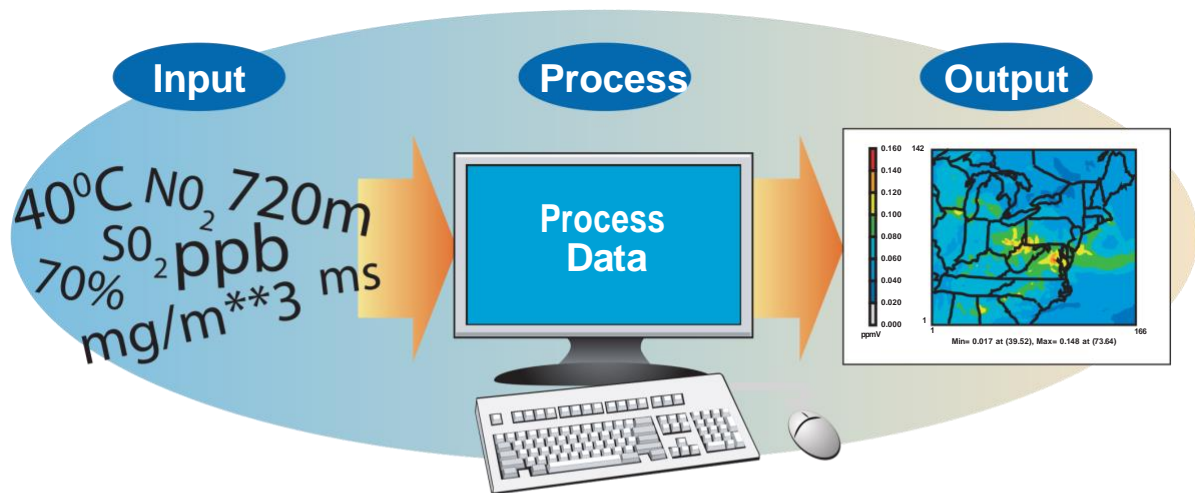 Input
Process
Output
40⁰C N0₂ 720m
S0₂ ppb
70% ms
mg/m**3
Process
Data
0.160
0.140
0.120
0.100
0.080
0.060
0.040
0.020
0.000
ppmV
142
1
1
166
Min= 0.017 at (39.52), Max= 0.148 at (73.64)